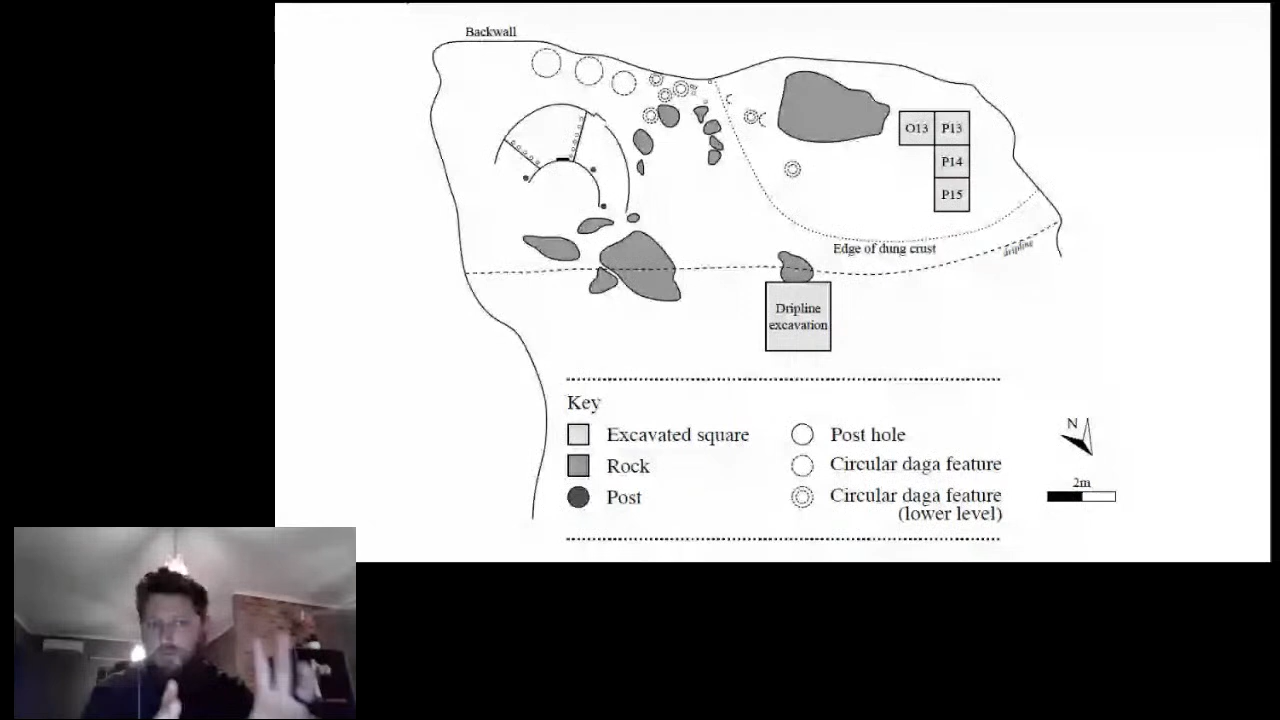 Backwall
O13 P13
P14
P15
Edge of dung crust
dripline
Dripline
excavation
Key
Excavated square
Rock
Post
Post hole
Circular daga feature
Circular daga feature
(lower level)
N
2m